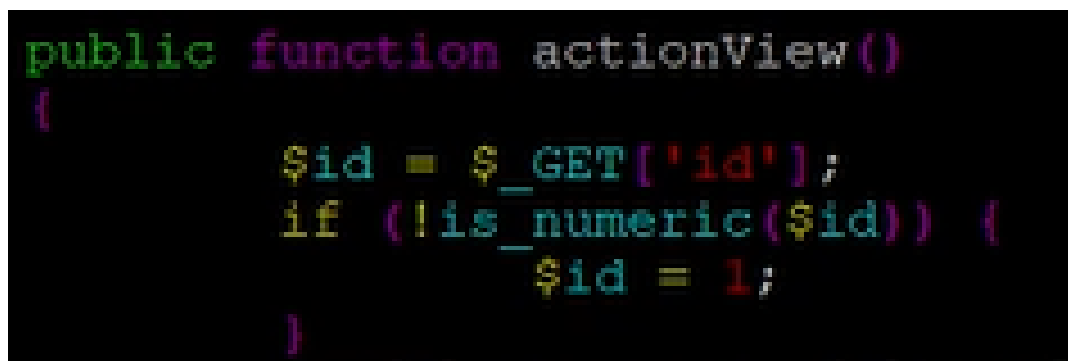 public function actionView()
{
$id = $_GET['id'];
if (!is_numeric($id)) {
$id = 1;
}